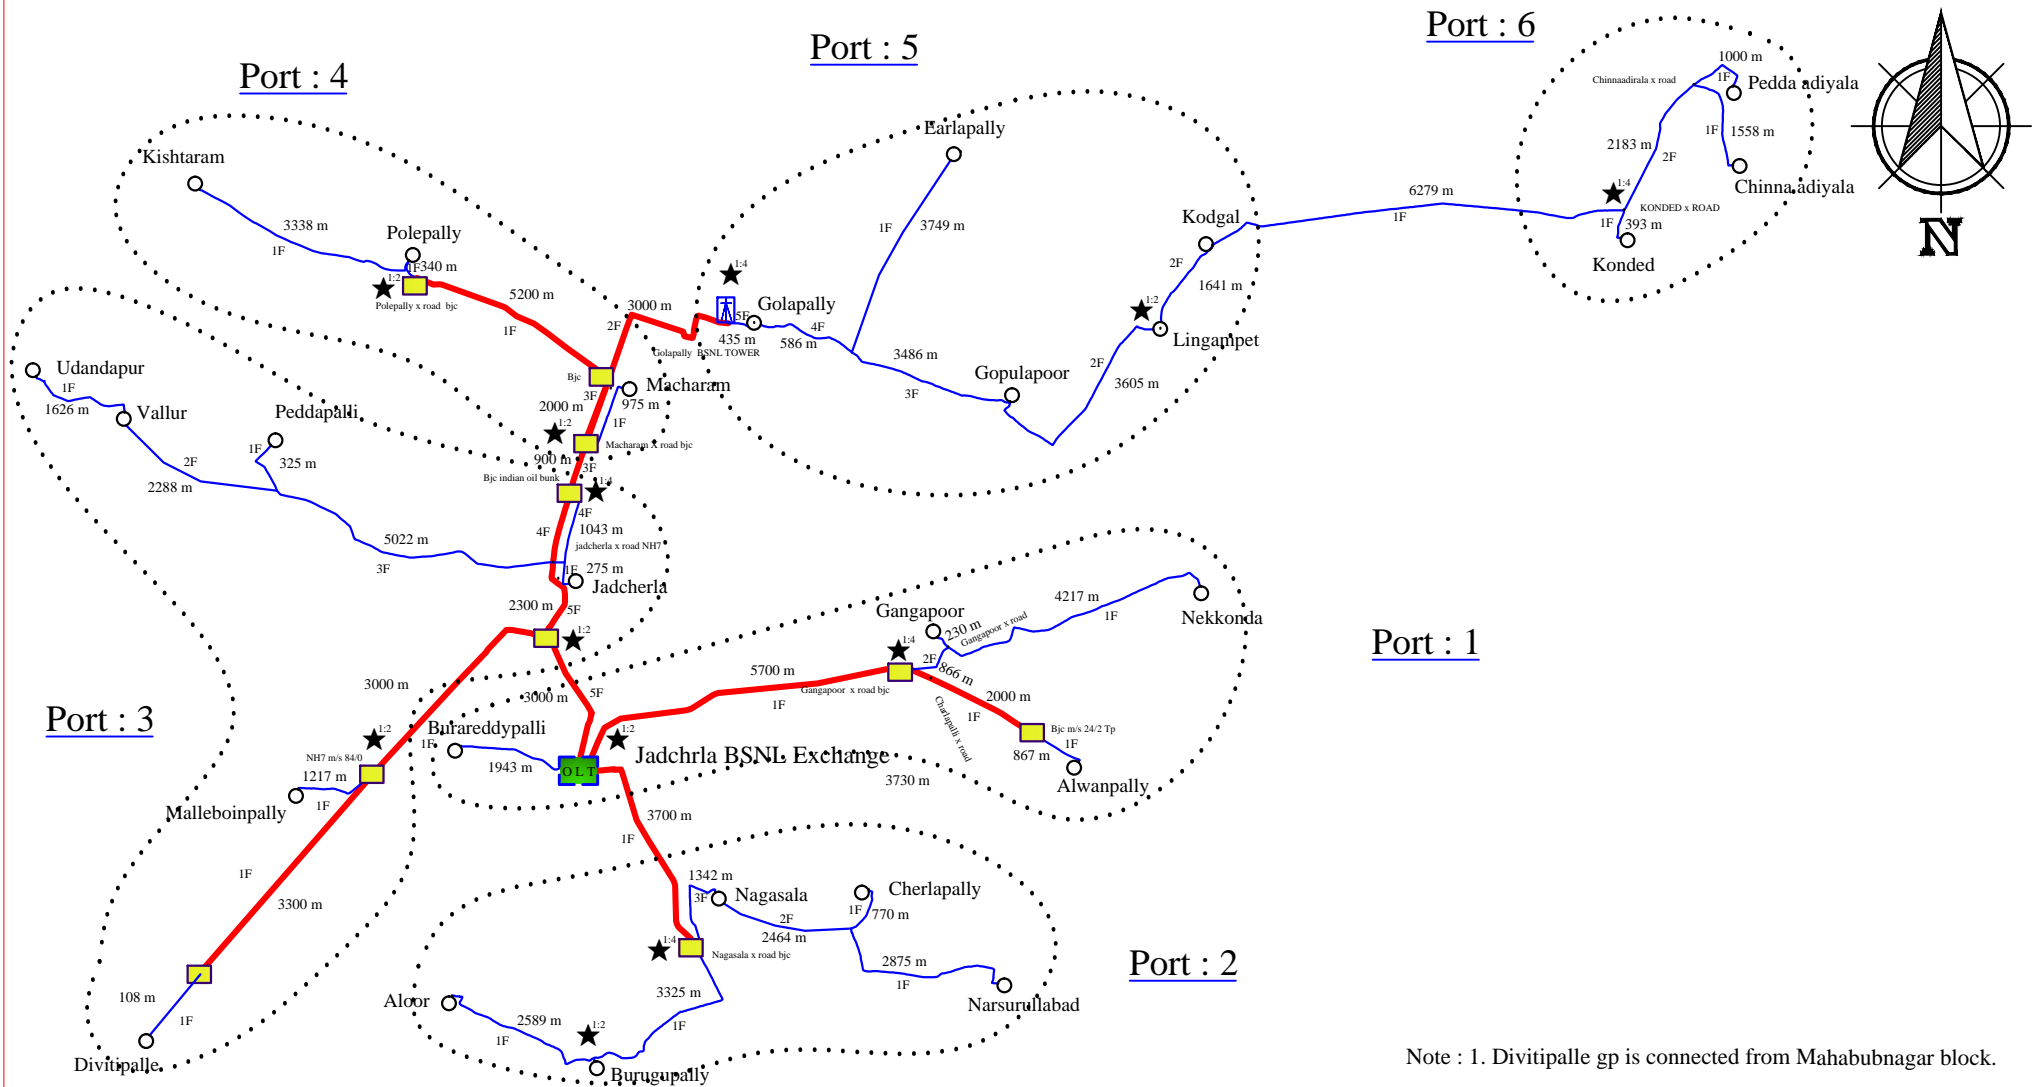 Port : 6
Port : 5
Port : 4
1000 m
1F
Chinnaadirala x road
Pedda adiyala
1F
1558 m
2183 m
2F
Chinna adiyala
1:4
KONDED x ROAD
1F
393 m
Konded
N
6279 m
1F
Earlapally
1F
3749 m
Kodgal
2F
1641 m
1:2
Lingampet
2F
3605 m
Gopulapoor
3486 m
3F
1:4
Golapally
5F
435 m
4F
586 m
Golapally BSNL TOWER
3000 m
2F
Kishtaram
3338 m
1F
Polepally
1F
340 m
1:2
Polepally x road bjc
5200 m
1F
Bjc
3F
2000 m
Macharam
975 m
1F
1:2
Macharam x road bjc
900 m
3F
Bjc indian oil bunk
1:4
4F
4F
1043 m
jadcherla x road NH7
1F
275 m
Jadcherla
Udandapur
1F
1626 m
Vallur
Peddapalli
1F
325 m
2F
2288 m
5022 m
3F
2300 m
5F
1:2
3000 m
3000 m
5F
Port : 3
1:2
NH7 m/s 84/0
1217 m
1F
Malleboinpally
1F
3300 m
108 m
1F
Divitipalle
Burareddypalli
1F
1943 m
O L T
1:2
Jadchrla BSNL Exchange
5700 m
1F
Gangapoor
1:4
230 m
Gangapoor x road
2F
866 m
Gangapoor x road bjc
4217 m
1F
Nekkonda
2000 m
1F
Charlapalli x road
Bjc m/s 24/2 Tp
1F
867 m
Alwanpally
3730 m
Port : 1
3700 m
1F
1342 m
3F
Nagasala
Cherlapally
1F
770 m
2F
2464 m
1:4
Nagasala x road bjc
2875 m
1F
Narsurullabad
Port : 2
3325 m
1F
Aloor
2589 m
1F
1:2
Burugupally
Note : 1. Divitipalle gp is connected from Mahabubnagar block.